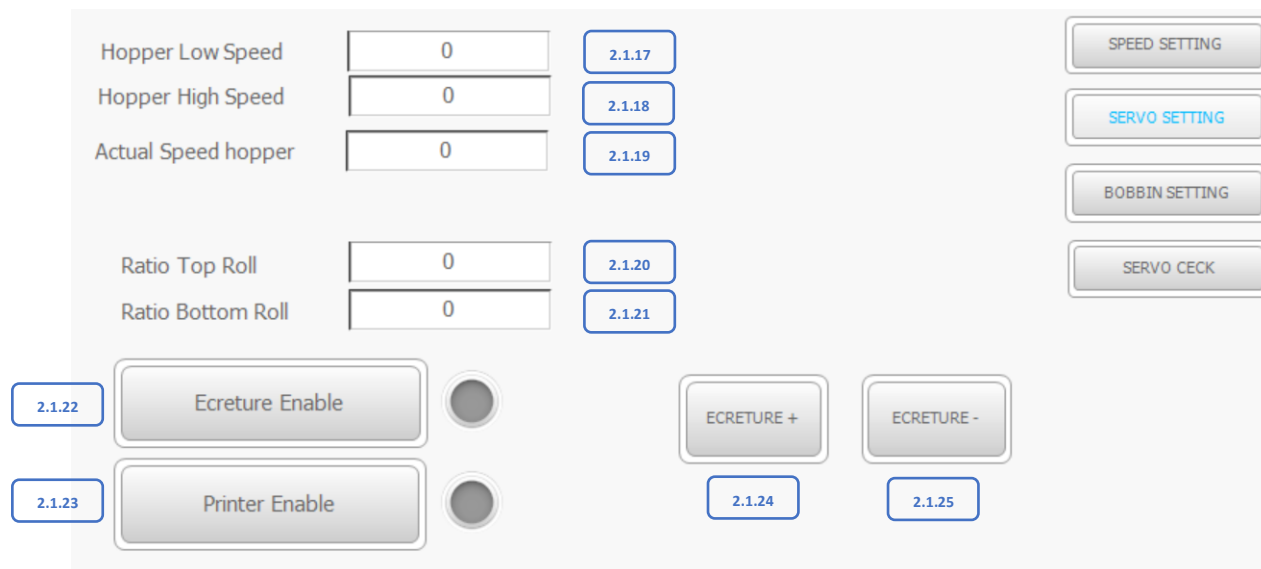 Hopper Low Speed 0 2.1.17 SPEED SETTING
Hopper High Speed 0 2.1.18 SERVO SETTING
Actual Speed hopper 0 2.1.19
BOBBIN SETTING
Ratio Top Roll 0 2.1.20 SERVO CECK
Ratio Bottom Roll 0 2.1.21
2.1.22 Ecreture Enable ECRETURE + ECRETURE -
2.1.23 Printer Enable 2.1.24 2.1.25